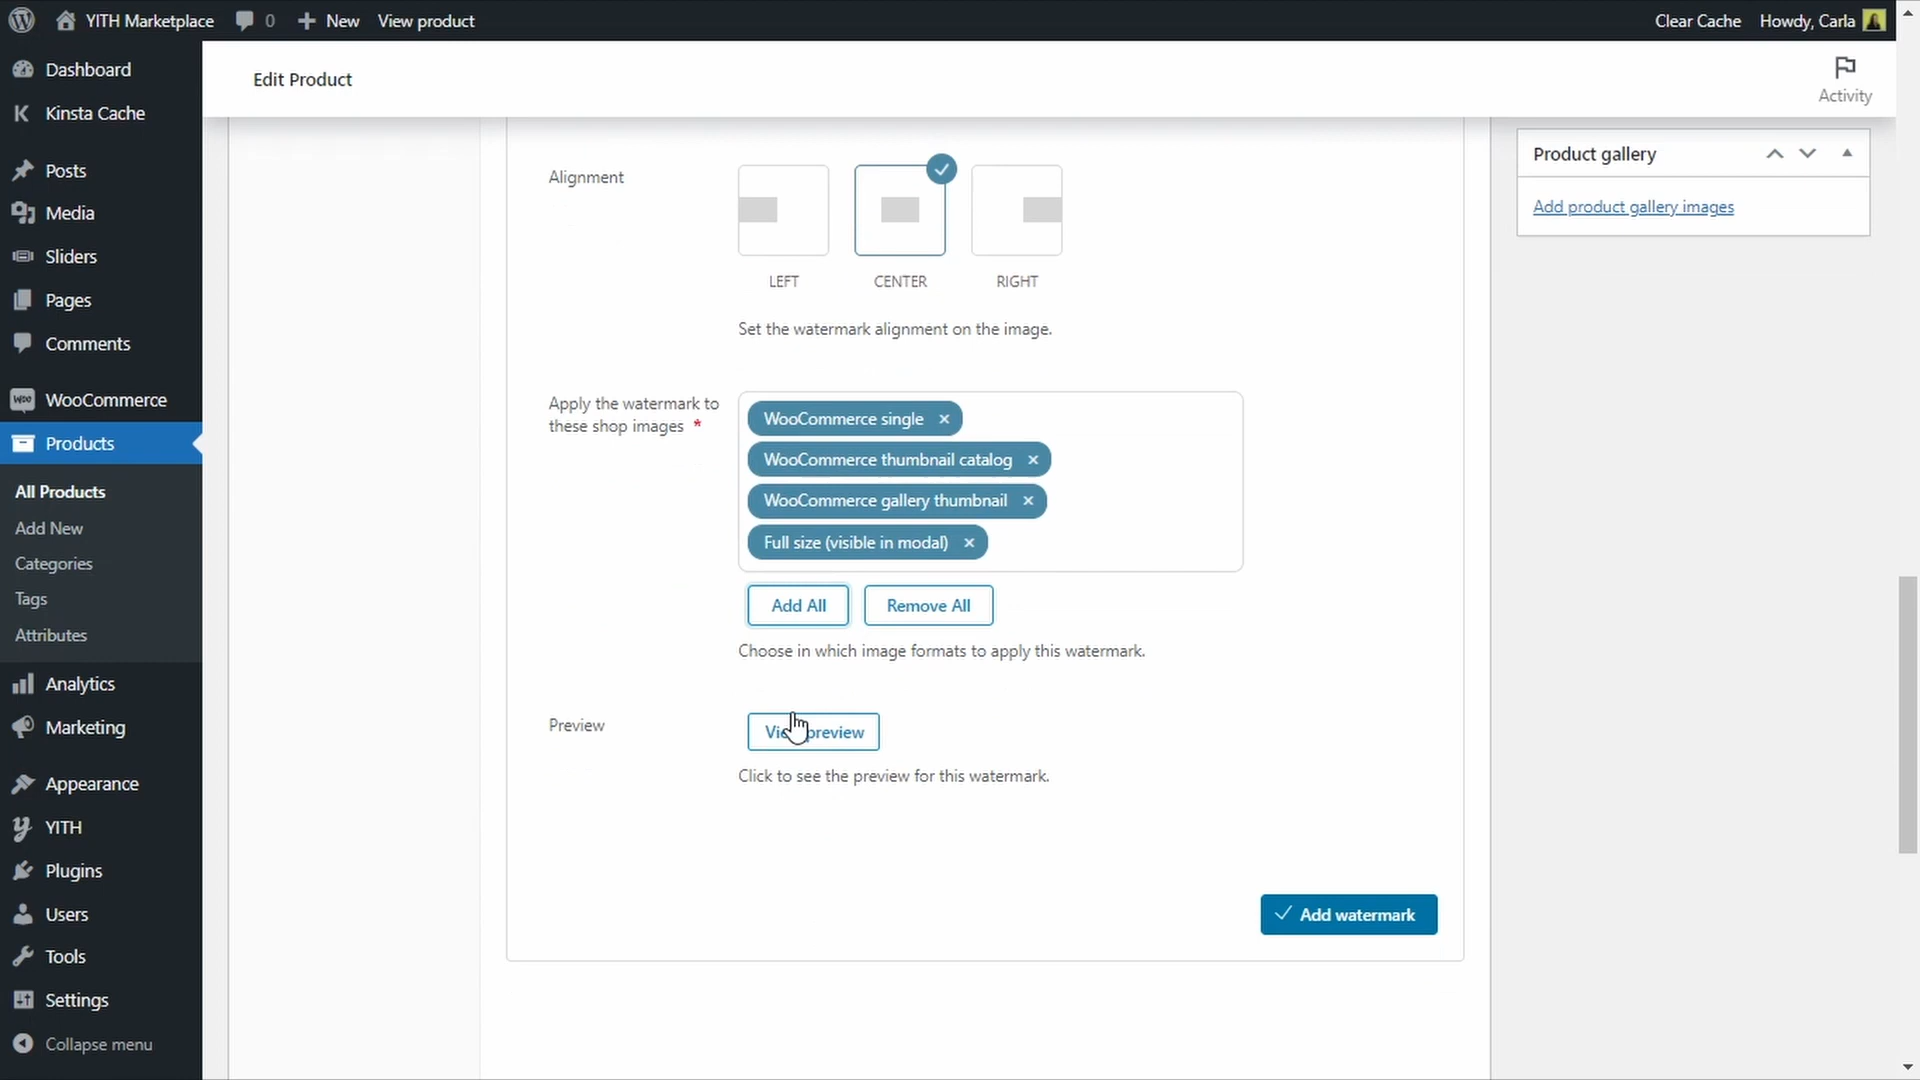 YITH Marketplace
0
New
View product
Clear Cache
Howdy, Carla
Dashboard
Kinsta Cache
Posts
Media
Sliders
Pages
Comments
WooCommerce
Products
All Products
Add New
Categories
Tags
Attributes
Analytics
Marketing
Appearance
YITH
Plugins
Users
Tools
Settings
Collapse menu
Edit Product
Activity
Alignment
LEFT
CENTER
RIGHT
Set the watermark alignment on the image.
Apply the watermark to
these shop images *
WooCommerce single ×
WooCommerce thumbnail catalog ×
WooCommerce gallery thumbnail ×
Full size (visible in modal) ×
Add All
Remove All
Choose in which image formats to apply this watermark.
Preview
View preview
Click to see the preview for this watermark.
Add watermark
Product gallery
Add product gallery images